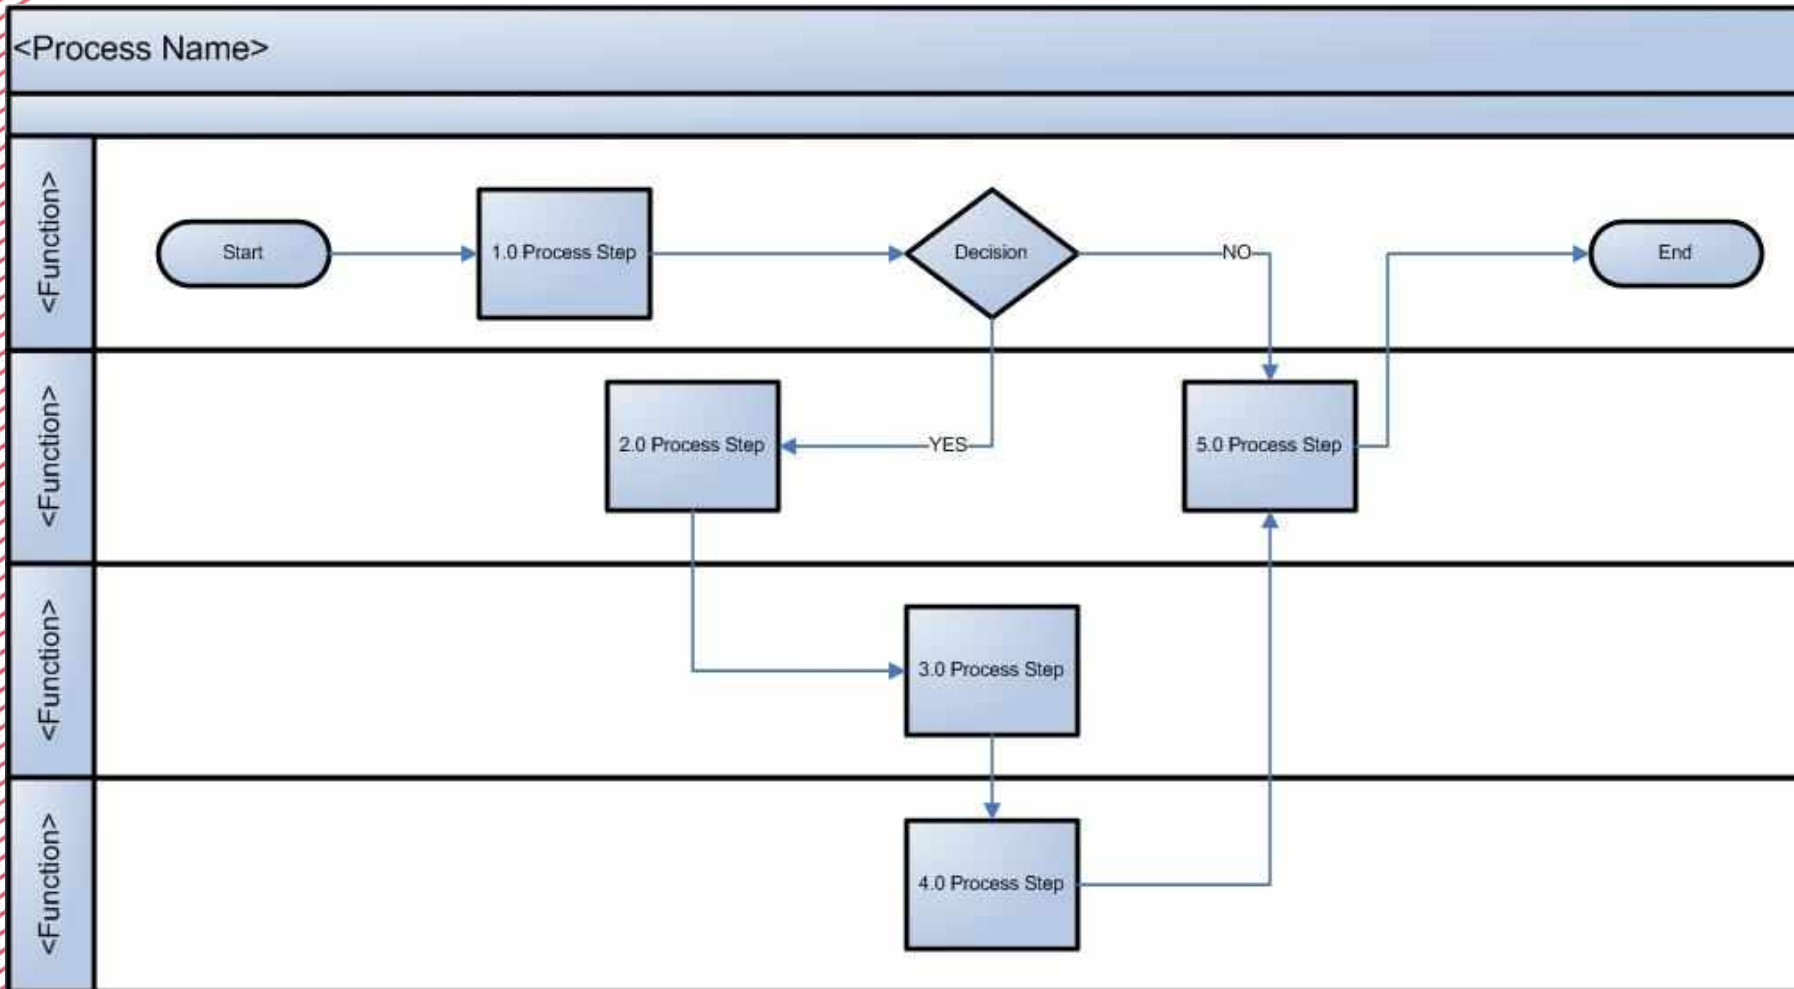 <Process Name>
<Function>
Start
1.0 Process Step
Decision
NO
End
<Function>
2.0 Process Step
YES
5.0 Process Step
<Function>
3.0 Process Step
<Function>
4.0 Process Step